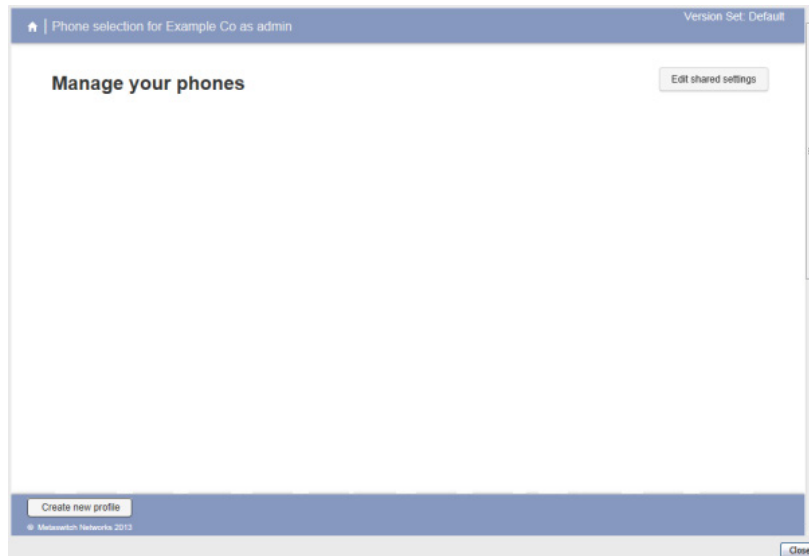 Phone selection for Example Co as admin
Version Set: Default
Manage your phones
Edit shared settings
Create new profile
© Metaswitch Networks 2013
Close